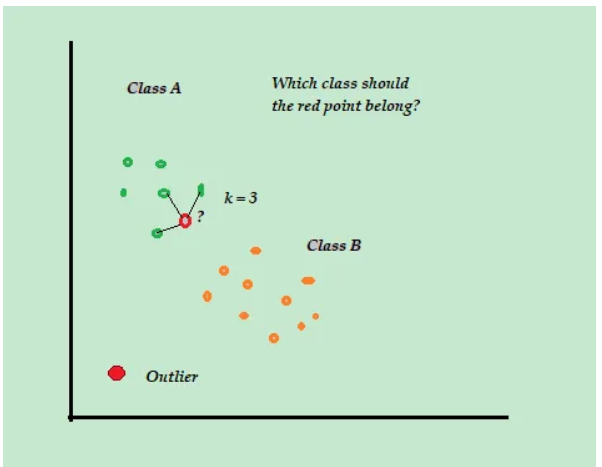 Class A
Which class should
the red point belong?
k = 3
?
Class B
Outlier